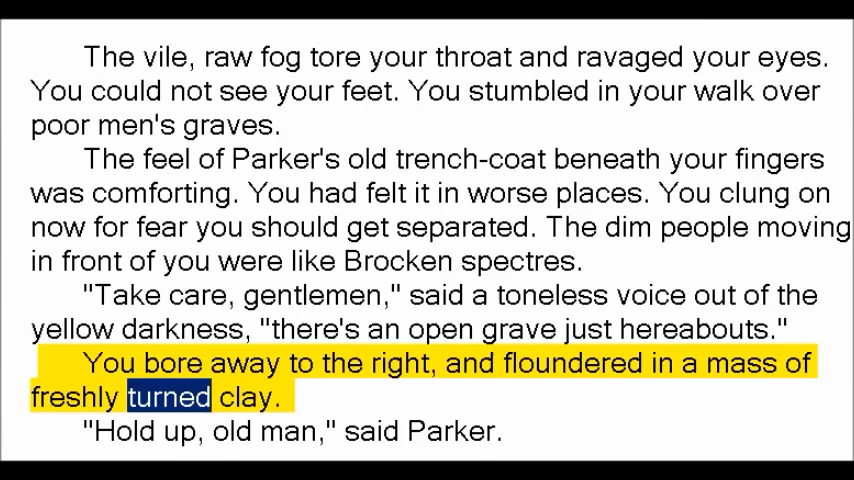 The vile, raw fog tore your throat and ravaged your eyes.
You could not see your feet. You stumbled in your walk over
poor men's graves.
The feel of Parker's old trench-coat beneath your fingers
was comforting. You had felt it in worse places. You clung on
now for fear you should get separated. The dim people moving
in front of you were like Brocken spectres.
"Take care, gentlemen," said a toneless voice out of the
yellow darkness, "there's an open grave just hereabouts."
You bore away to the right, and floundered in a mass of
freshly turned clay.
"Hold up, old man," said Parker.